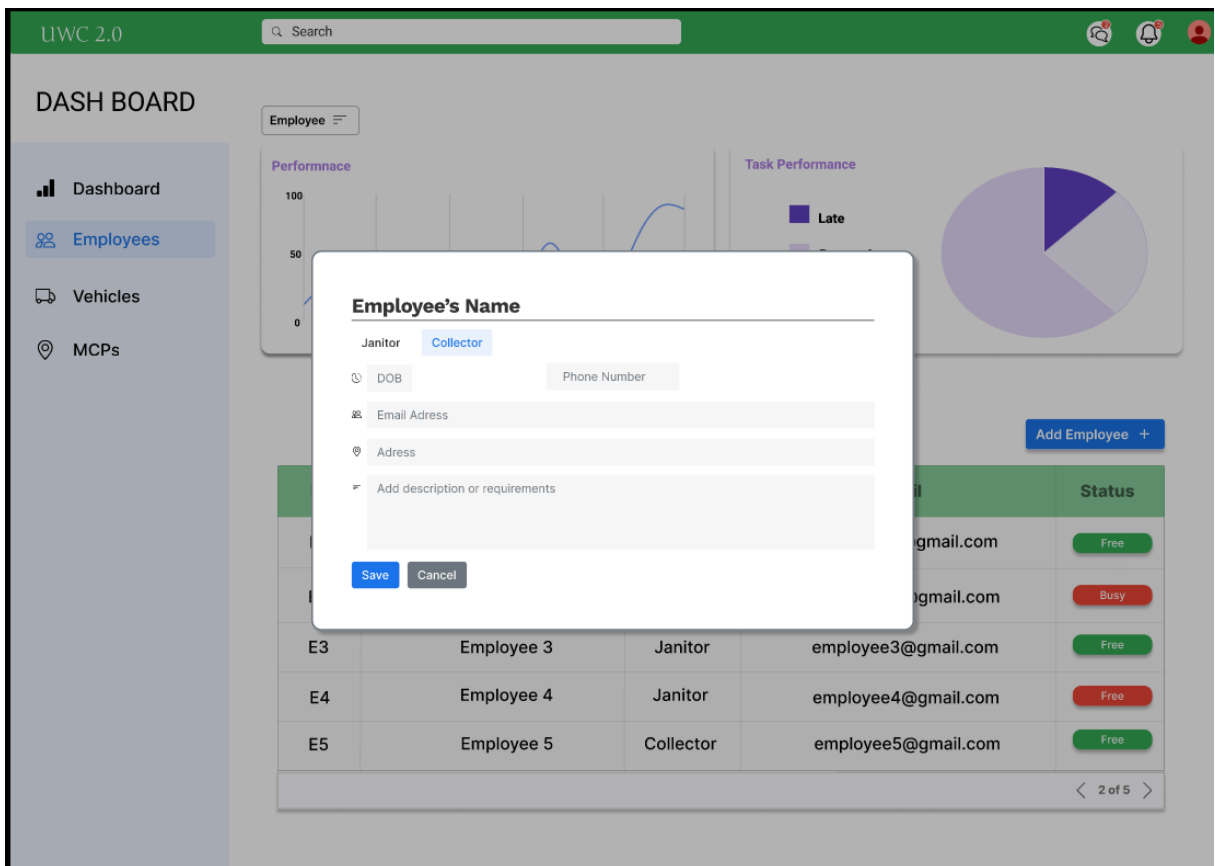 UWC 2.0
Search
DASH BOARD
Employee
Dashboard
Employees
Vehicles
MCPs
Performnace
100
50
0
Task Performance
Late
Employee’s Name
Janitor Collector
DOB Phone Number
Email Adress
Adress
Add description or requirements
Save Cancel
Add Employee +
Status
gmail.com Free
gmail.com Busy
E3 Employee 3 Janitor employee3@gmail.com Free
E4 Employee 4 Janitor employee4@gmail.com Free
E5 Employee 5 Collector employee5@gmail.com Free
2 of 5